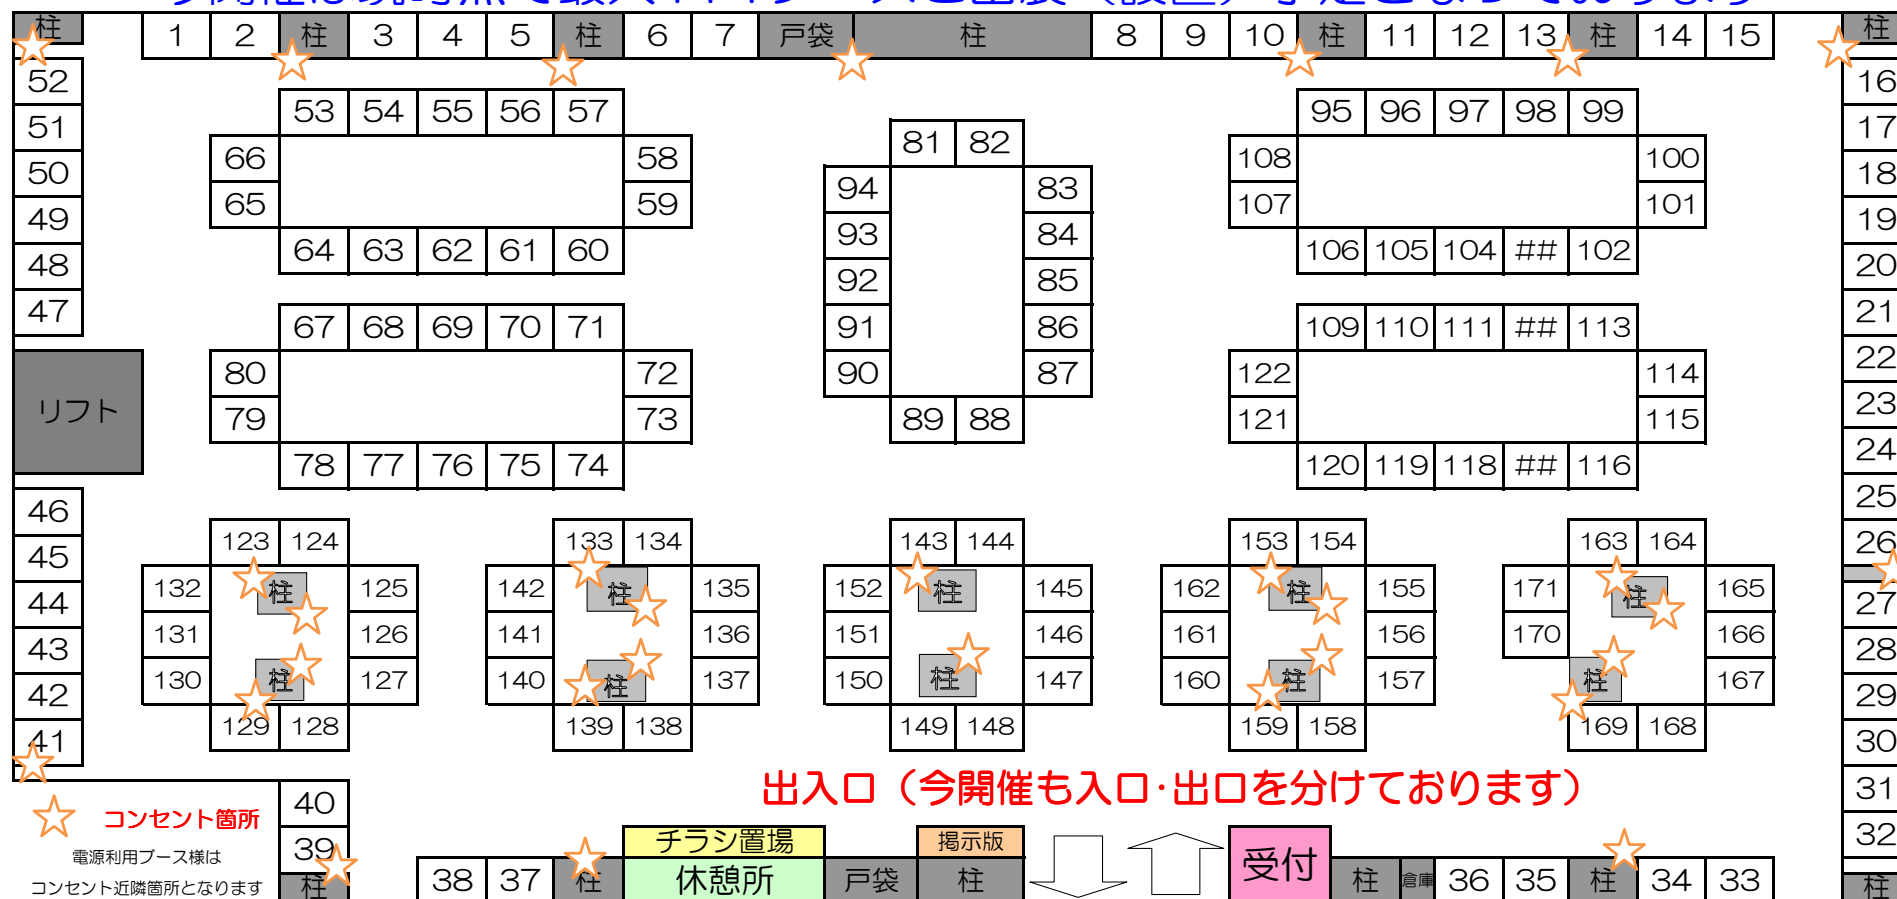 柱 1 2 柱 3 4 5 柱 6 7 戸袋 柱 8 9 10 柱 11 12 13 柱 14 15 柱
52 16
53 54 55 56 57 95 96 97 98 99
51 81 82 17
66 58 108 100
50 94 83 18
65 59 107 101
49 93 84 19
64 63 62 61 60 106 105 104 ## 102
48 92 85 20
47 67 68 69 70 71 91 86 109 110 111 ## 113 21
80 72 90 87 122 114 22
リフト 79 73 89 88 121 115 23
78 77 76 75 74 120 119 118 ## 116 24
46 25
45 123 124 133 134 143 144 153 154 163 164 26
132 柱 125 142 柱 135 152 柱 145 162 柱 155 171 柱 165
44 27
131 126 141 136 151 146 161 156 170 166
43 28
130 柱 127 140 柱 137 150 柱 147 160 柱 157 柱 167
42 29
129 128 139 138 149 148 159 158 169 168
41 30
出入口（今開催も入口・出口を分けております）
40 31
コンセント箇所
39 チラシ置場 掲示版 32
電源利用ブース様は
柱 38 37 柱 休憩所 戸袋 柱 受付 柱 倉庫 36 35 柱 34 33 柱
コンセント近隣箇所となります